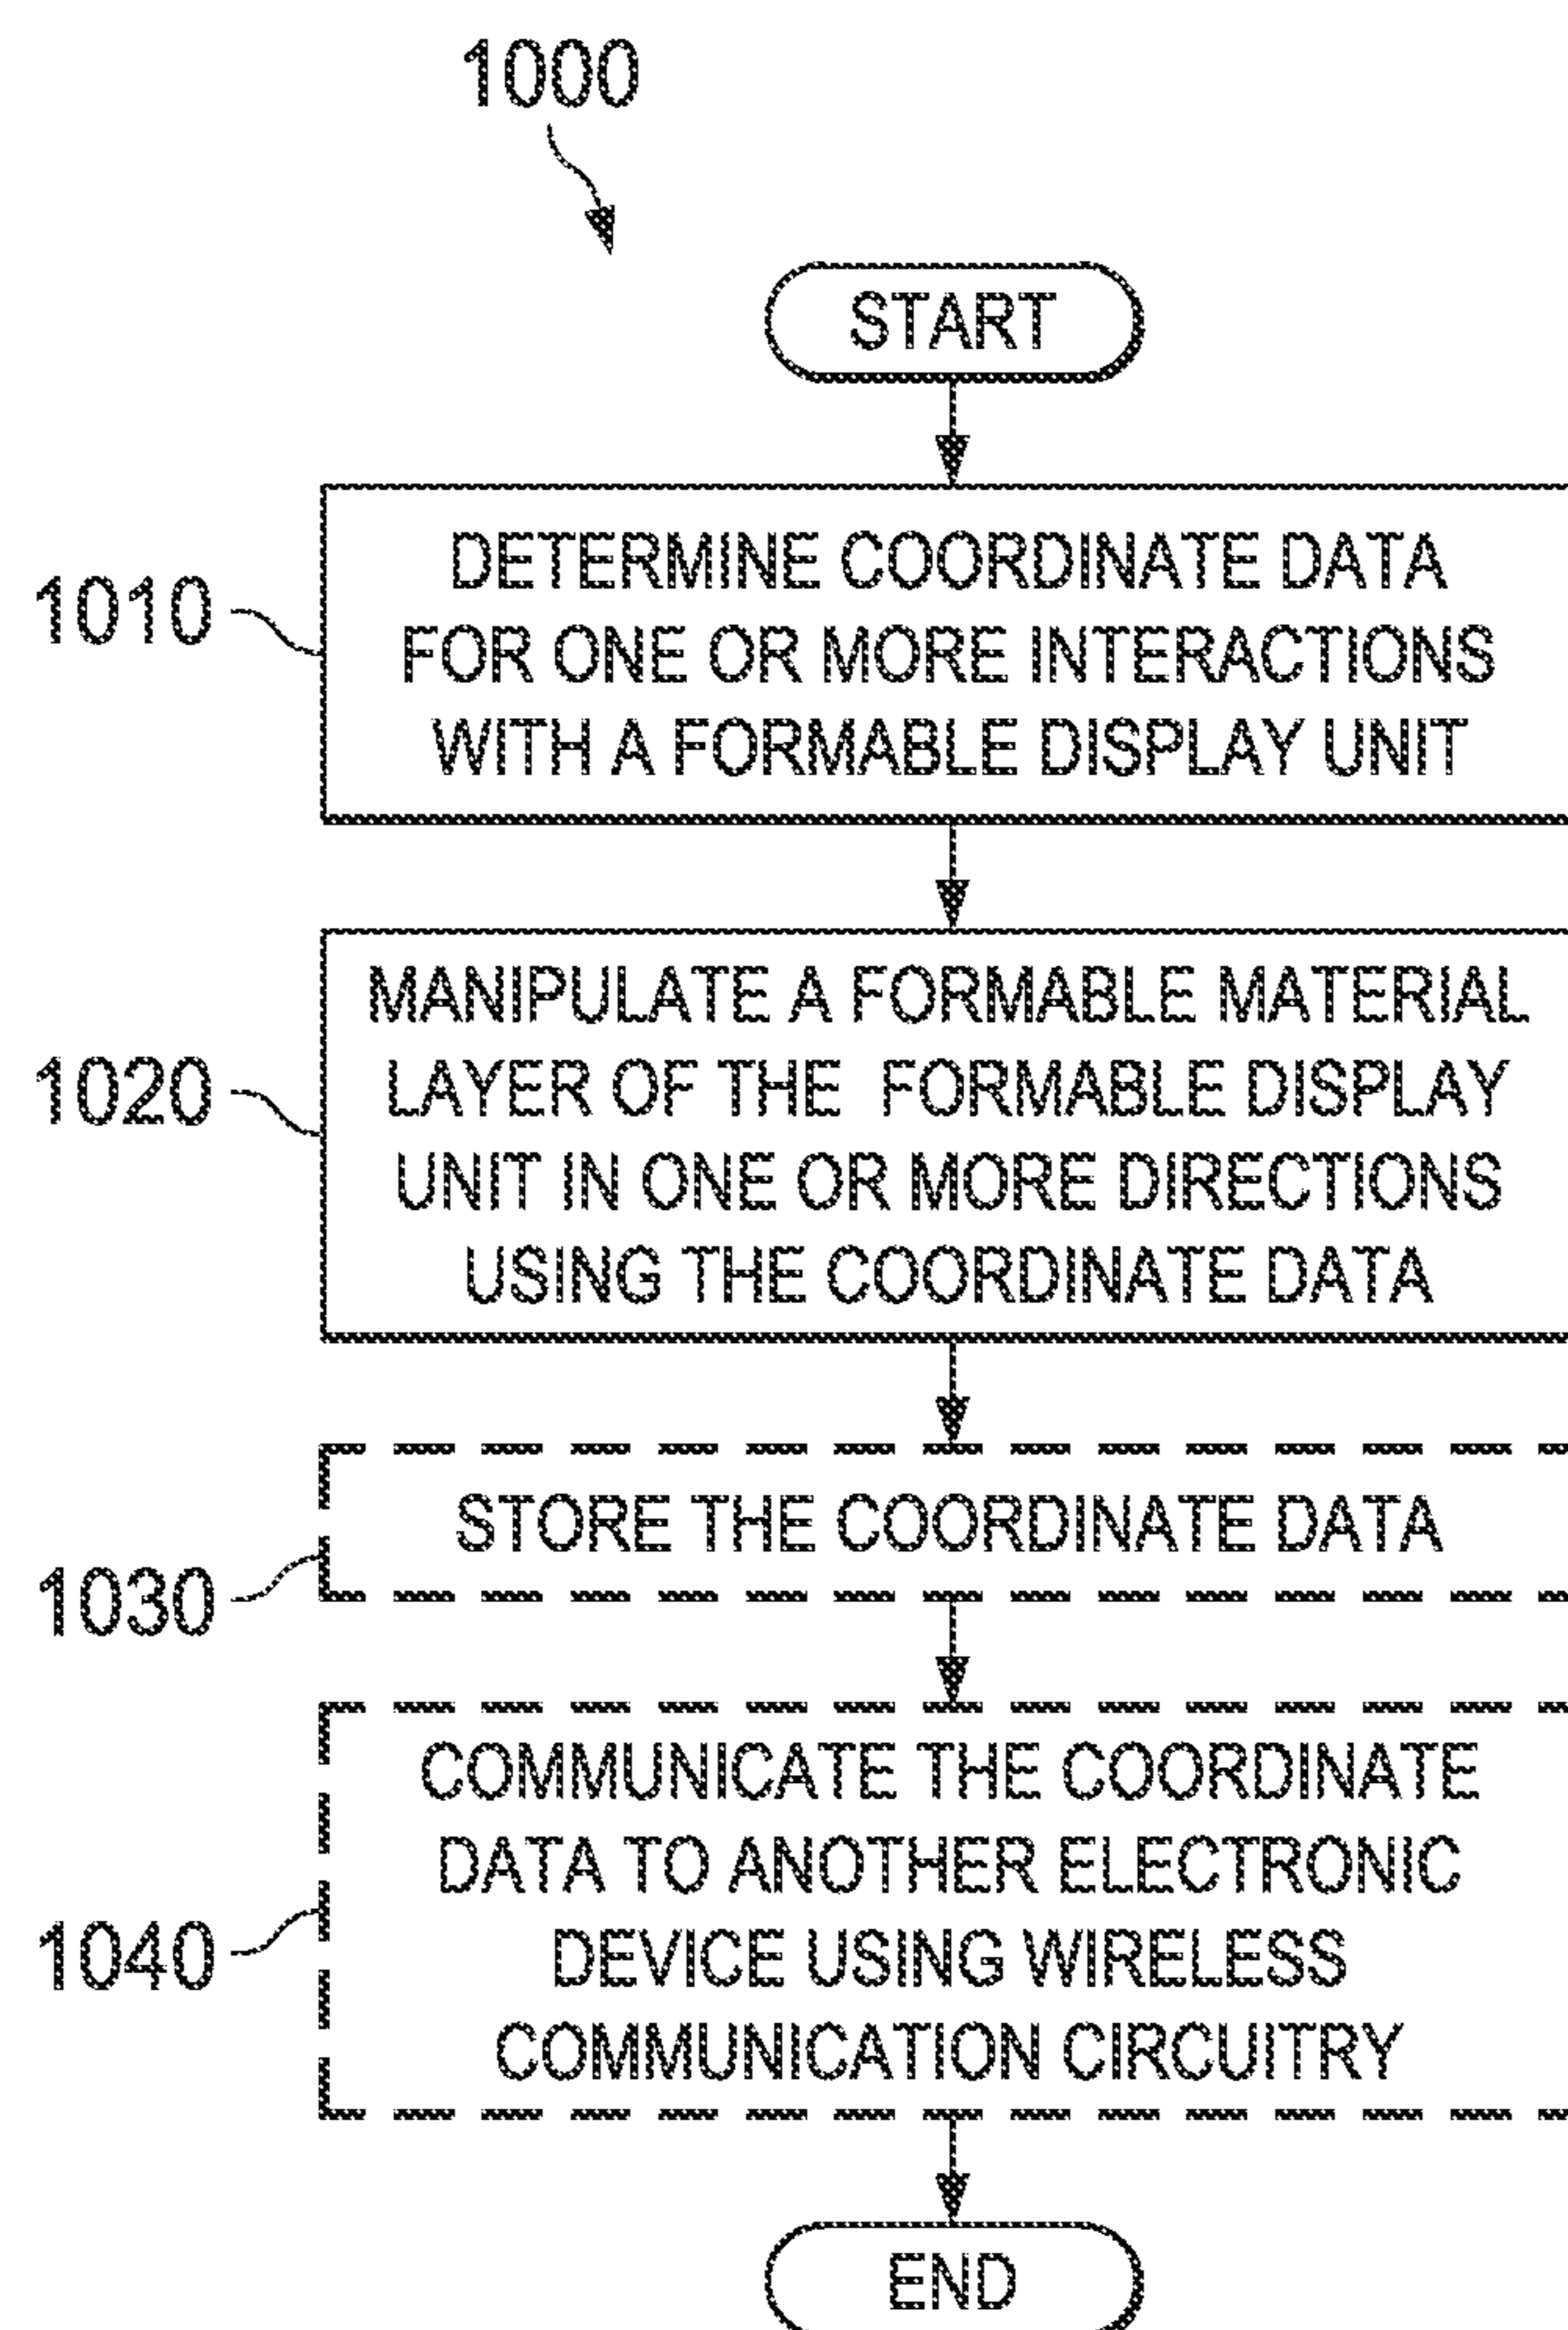 1000
START
1010
DETERMINE COORDINATE DATA
FOR ONE OR MORE INTERACTIONS
WITH A FORMABLE DISPLAY UNIT
1020
MANIPULATE A FORMABLE MATERIAL
LAYER OF THE FORMABLE DISPLAY
UNIT IN ONE OR MORE DIRECTIONS
USING THE COORDINATE DATA
1030
STORE THE COORDINATE DATA
1040
COMMUNICATE THE COORDINATE
DATA TO ANOTHER ELECTRONIC
DEVICE USING WIRELESS
COMMUNICATION CIRCUITRY
END